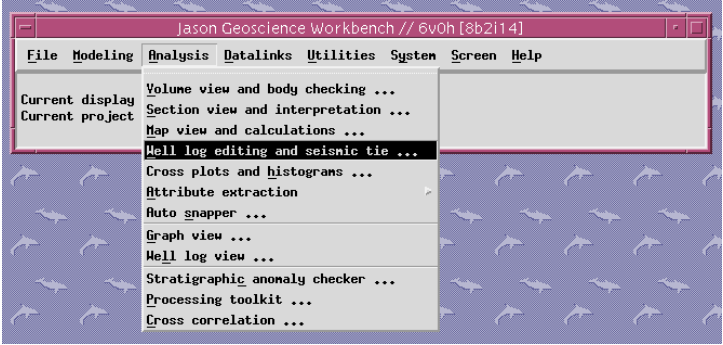 Jason Geoscience Workbench // 6v0h [8b2i14]
File Modeling Analysis Datalinks Utilities System Screen Help
Current display
Current project
Volume view and body checking ...
Section view and interpretation ...
Map view and calculations ...
Well log editing and seismic tie ...
Cross plots and histograms ...
Attribute extraction
Auto snapper ...
Graph view ...
Well log view ...
Stratigraphic anomaly checker ...
Processing toolkit ...
Cross correlation ...